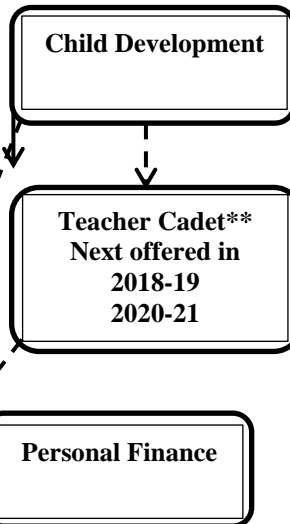 Child Development
Teacher Cadet**
Next offered in
2018-19
2020-21
Personal Finance